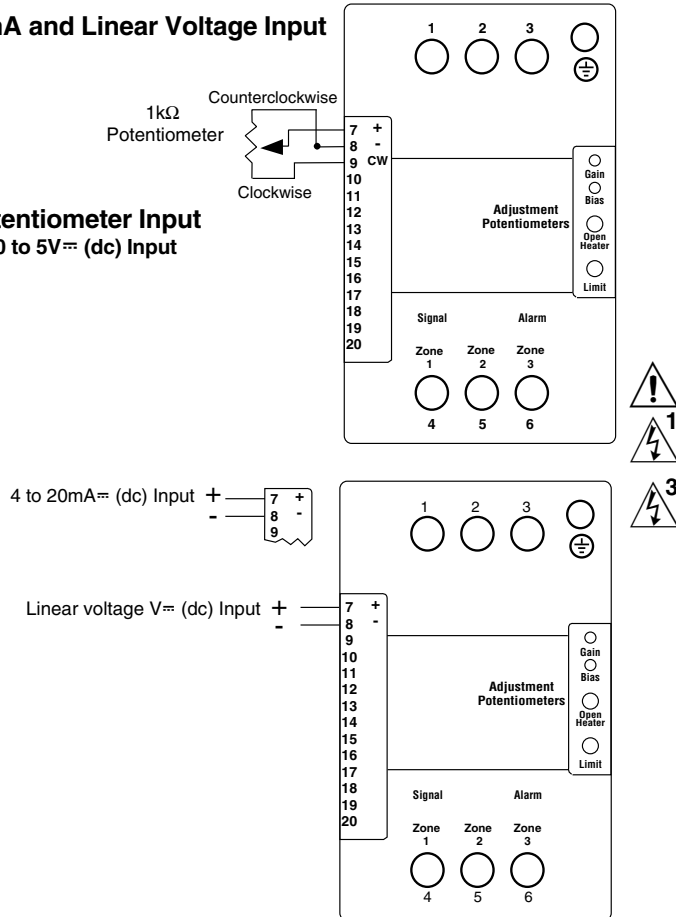 mA and Linear Voltage Input
1kΩ
Potentiometer
Counterclockwise
Clockwise
tentiometer Input
0 to 5V⎓ (dc) Input
1 2 3
7 +
8 -
9 CW
10
11
12
13
14
15
16
17
18
19
20
Adjustment
Potentiometers
Gain
Bias
Open
Heater
Limit
Signal Alarm
Zone Zone Zone
1 2 3
4 5 6
1
3
4 to 20mA⎓ (dc) Input + 7 +
- 8 -
9
Linear voltage V⎓ (dc) Input +
-
1 2 3
7 +
8 -
9
10
11
12
13
14
15
16
17
18
19
20
Adjustment
Potentiometers
Gain
Bias
Open
Heater
Limit
Signal Alarm
Zone Zone Zone
1 2 3
4 5 6